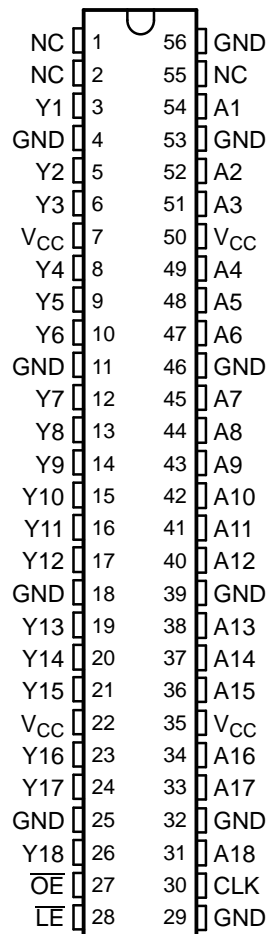 NC 1 56 GND
NC 2 55 NC
Y1 3 54 A1
GND 4 53 GND
Y2 5 52 A2
Y3 6 51 A3
VCC 7 50 VCC
Y4 8 49 A4
Y5 9 48 A5
Y6 10 47 A6
GND 11 46 GND
Y7 12 45 A7
Y8 13 44 A8
Y9 14 43 A9
Y10 15 42 A10
Y11 16 41 A11
Y12 17 40 A12
GND 18 39 GND
Y13 19 38 A13
Y14 20 37 A14
Y15 21 36 A15
VCC 22 35 VCC
Y16 23 34 A16
Y17 24 33 A17
GND 25 32 GND
Y18 26 31 A18
O̅E̅ 27 30 CLK
L̅E̅ 28 29 GND